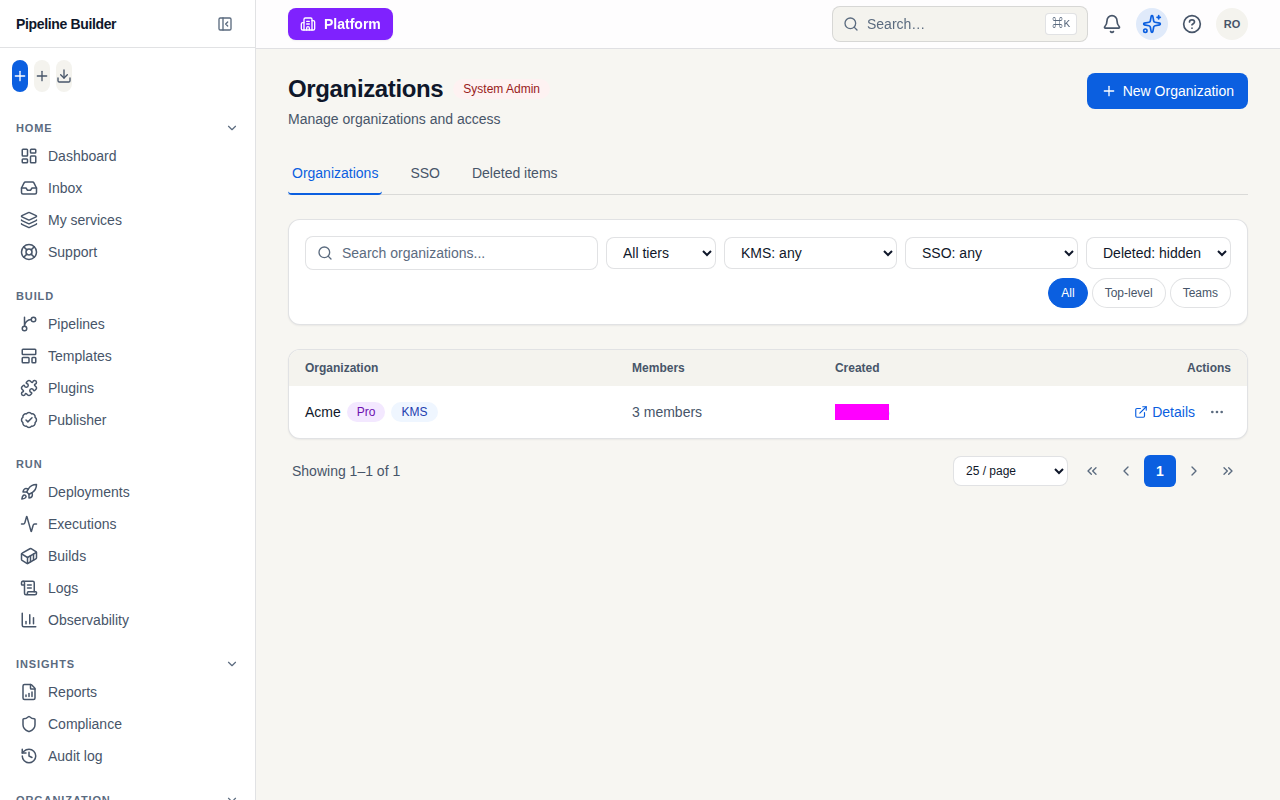 Pipeline Builder
Platform
Search…
⌘K
RO
HOME
Dashboard
Inbox
My services
Support
BUILD
Pipelines
Templates
Plugins
Publisher
RUN
Deployments
Executions
Builds
Logs
Observability
INSIGHTS
Reports
Compliance
Audit log
ORGANIZATION
Organizations
System Admin
Manage organizations and access
New Organization
Organizations
SSO
Deleted items
Search organizations...
All tiers
KMS: any
SSO: any
Deleted: hidden
All
Top-level
Teams
Organization
Members
Created
Actions
Acme
Pro
KMS
3 members
Details
Showing 1–1 of 1
25 / page
1